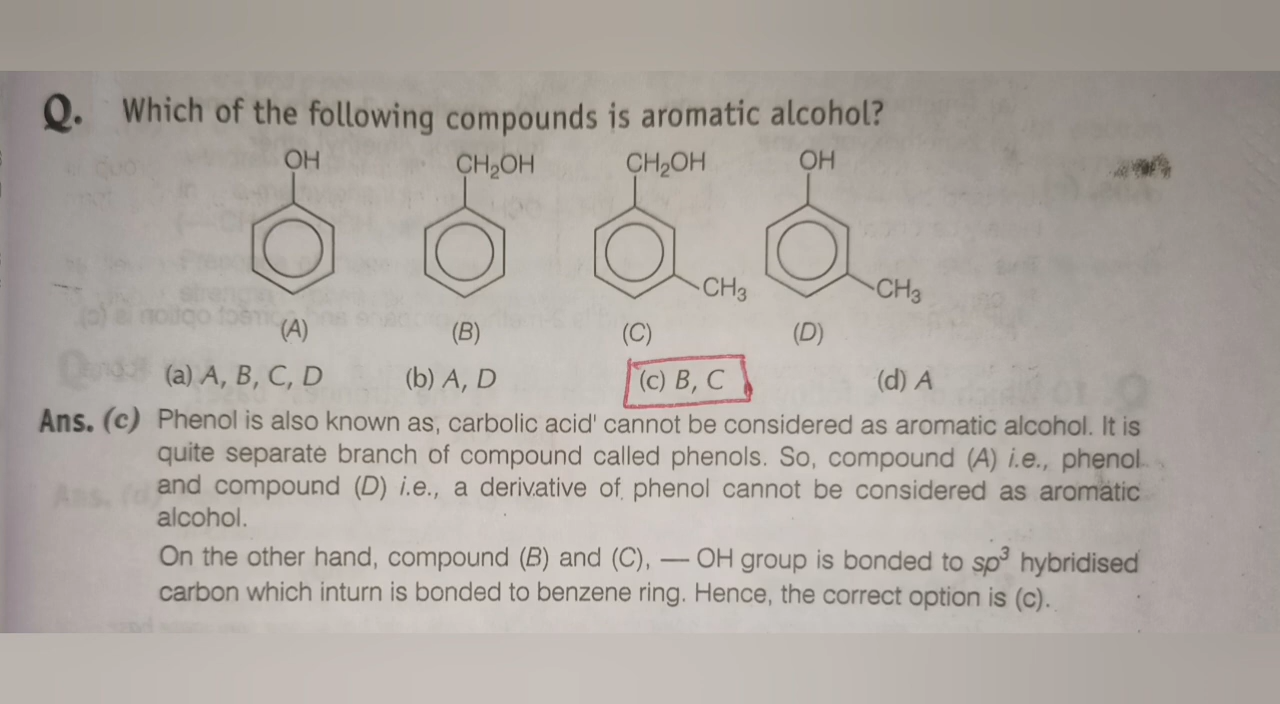 Q. Which of the following compounds is aromatic alcohol?
OH CH₂OH CH₂OH OH
CH₃ CH₃
(A) (B) (C) (D)
(a) A, B, C, D (b) A, D (c) B, C (d) A
Ans. (c) Phenol is also known as, carbolic acid' cannot be considered as aromatic alcohol. It is
quite separate branch of compound called phenols. So, compound (A) i.e., phenol
and compound (D) i.e., a derivative of phenol cannot be considered as aromatic
alcohol.
On the other hand, compound (B) and (C), — OH group is bonded to sp³ hybridised
carbon which inturn is bonded to benzene ring. Hence, the correct option is (c).